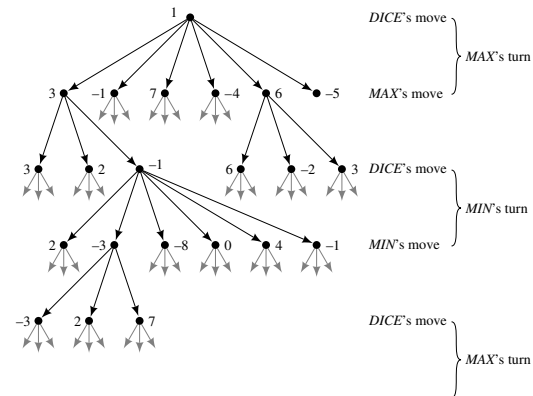 1 DICE's move
MAX's turn
3 –1 7 –4 6 –5 MAX's move
3 2 –1 6 –2 3 DICE's move
MIN's turn
2 –3 –8 0 4 –1 MIN's move
–3 2 7 DICE's move
MAX's turn